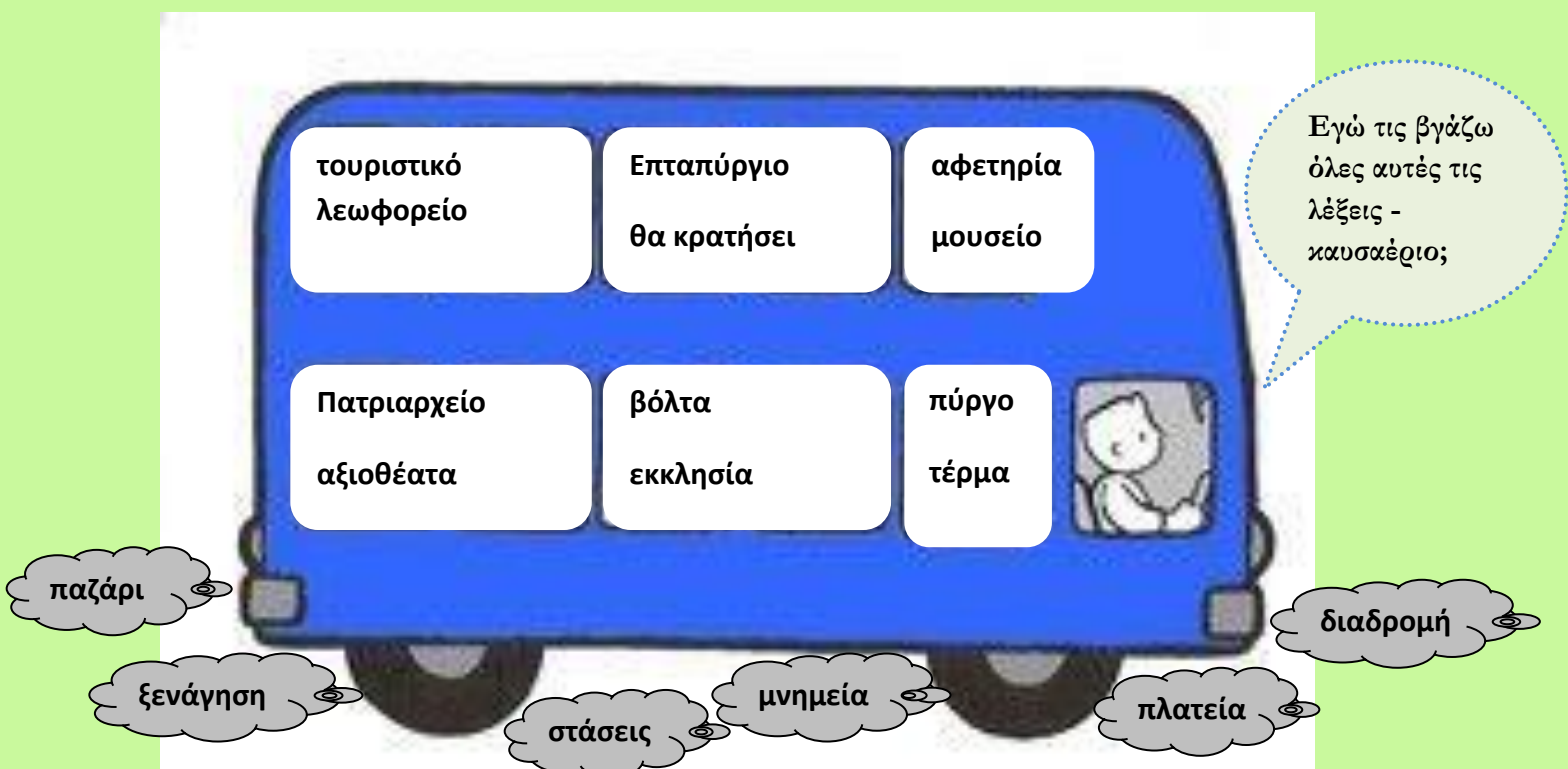 τουριστικό
λεωφορείο
Επταπύργιο
θα κρατήσει
αφετηρία
μουσείο
Εγώ τις βγάζω
όλες αυτές τις
λέξεις -
καυσαέριο;
Πατριαρχείο
αξιοθέατα
βόλτα
εκκλησία
πύργο
τέρμα
παζάρι
ξενάγηση
στάσεις
μνημεία
πλατεία
διαδρομή